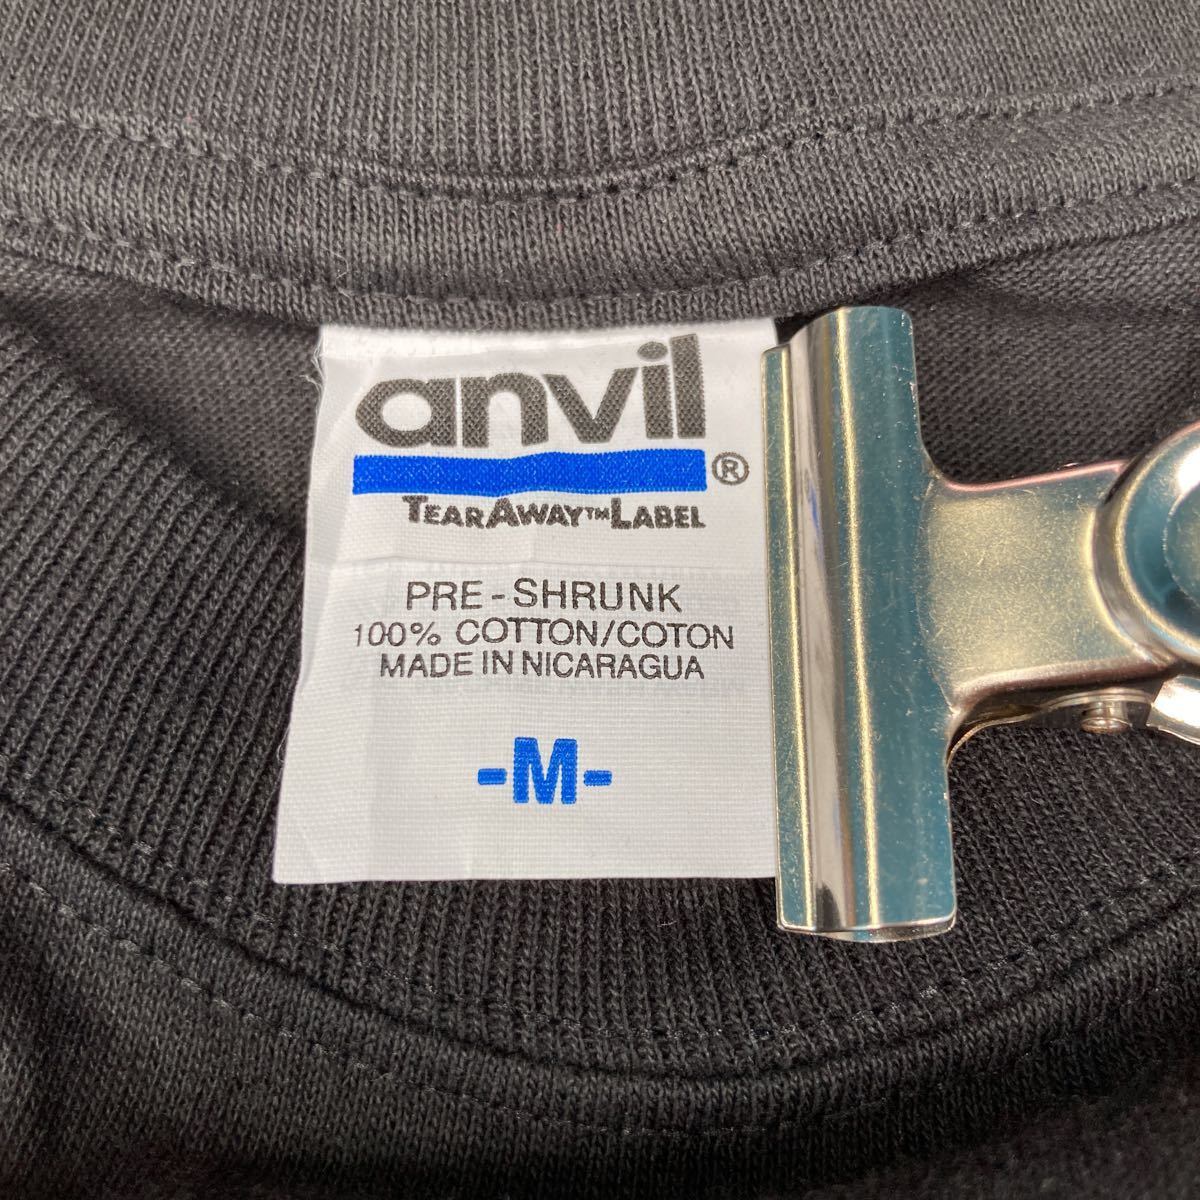 anvil
®
TEARAWAY™LABEL
PRE-SHRUNK
100% COTTON/COTON
MADE IN NICARAGUA
-M-